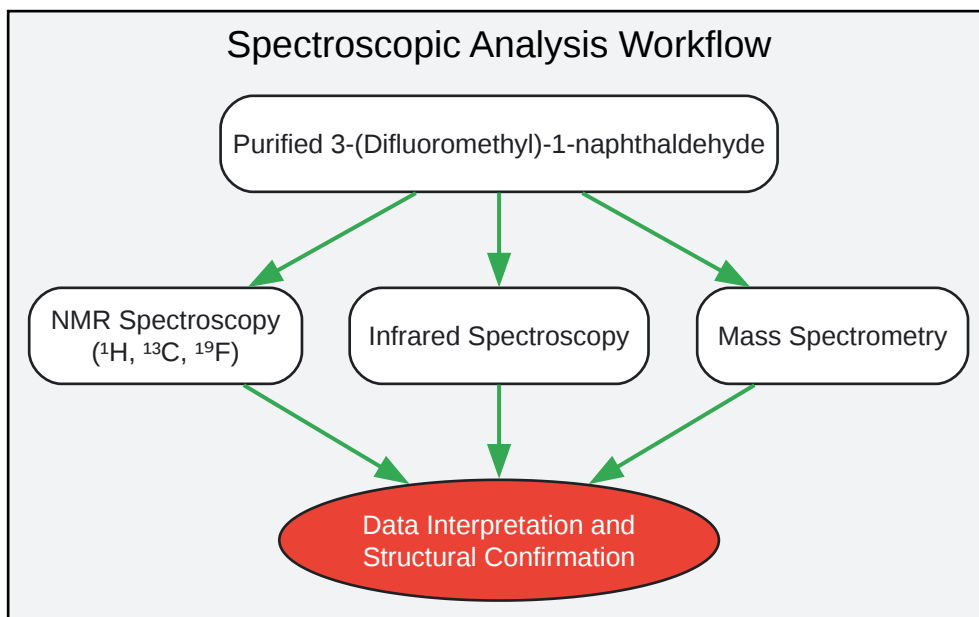 Spectroscopic Analysis Workflow
Purified 3-(Difluoromethyl)-1-naphthaldehyde
NMR Spectroscopy
(¹H, ¹³C, ¹⁹F)
Infrared Spectroscopy
Mass Spectrometry
Data Interpretation and
Structural Confirmation